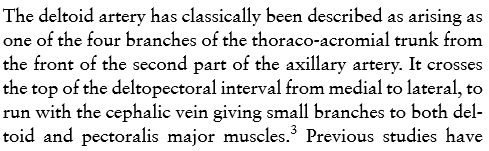 The deltoid artery has classically been described as arising as
one of the four branches of the thoraco-acromial trunk from
the front of the second part of the axillary artery. It crosses
the top of the deltopectoral interval from medial to lateral, to
run with the cephalic vein giving small branches to both del-
toid and pectoralis major muscles.³ Previous studies have